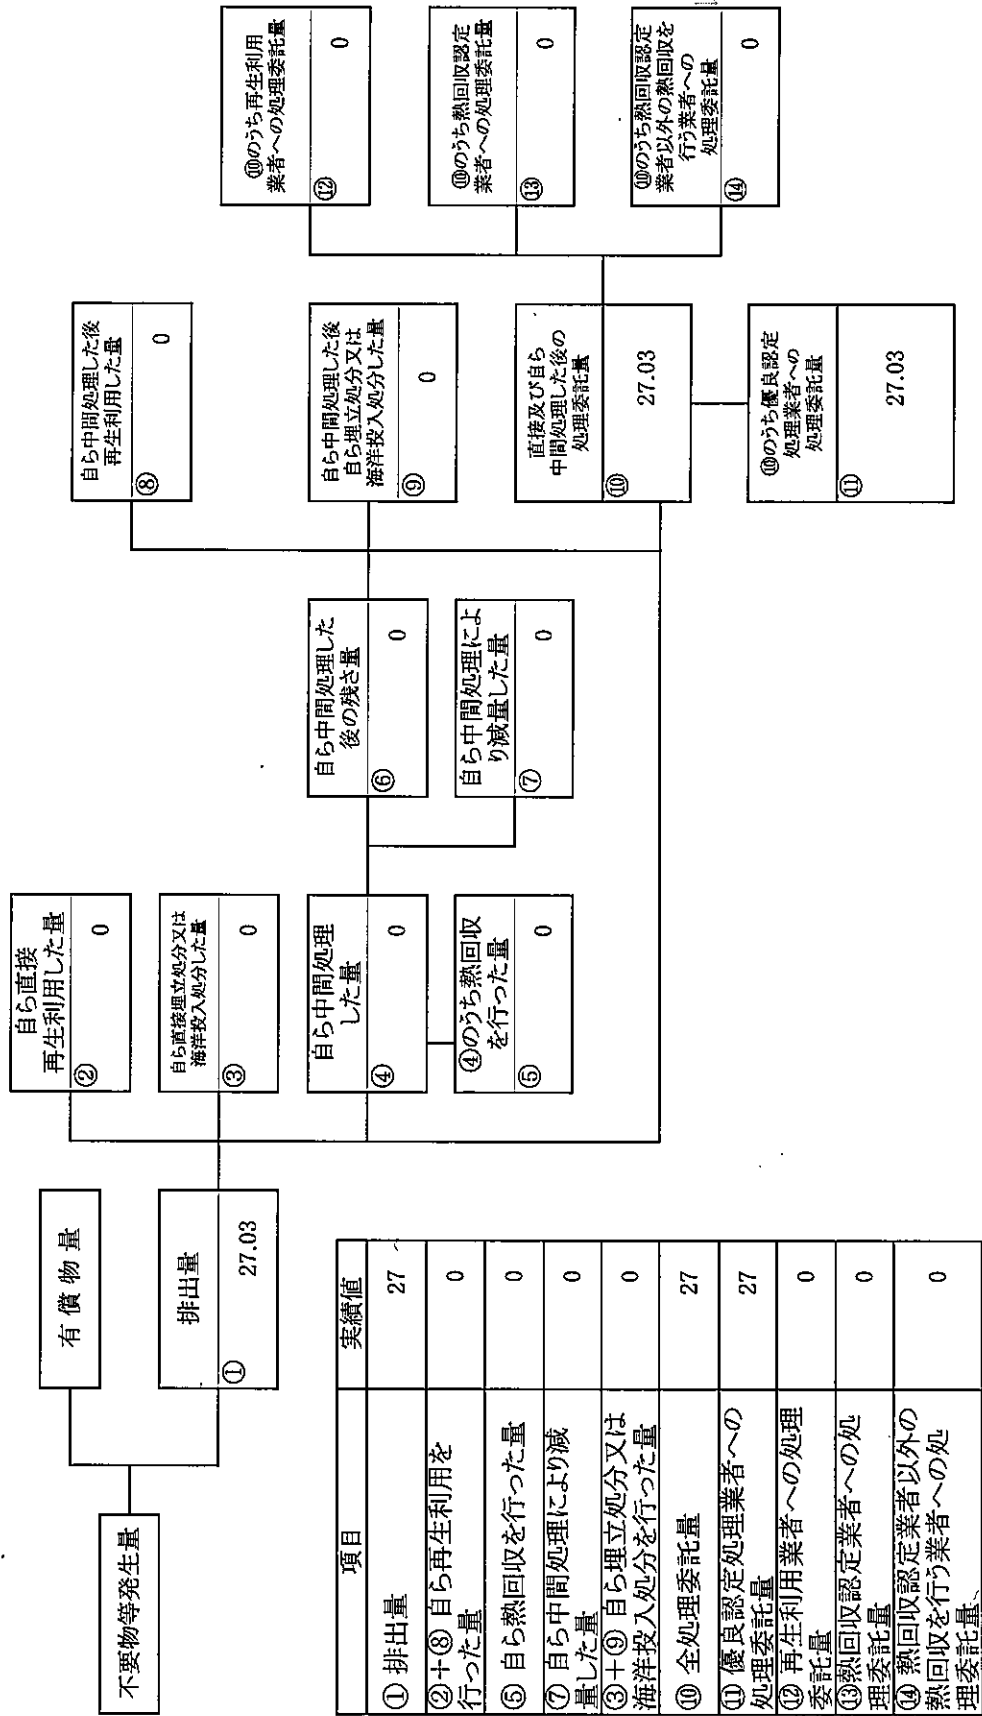 不要物等発生量
有償物量
排出量
①
27.03
自ら直接
再生利用した量
②
0
自ら直接埋立処分又は
海洋投入処分した量
③
0
自ら中間処理
した量
④
0
④のうち熱回収
を行った量
⑤
0
自ら中間処理した
後の残さ量
⑥
0
自ら中間処理によ
り減量した量
⑦
0
自ら中間処理した後
再生利用した量
⑧
0
自ら中間処理した後
自ら埋立処分又は
海洋投入処分した量
⑨
0
直接及び自ら
中間処理した後の
処理委託量
⑩
27.03
⑩のうち優良認定
処理業者への
処理委託量
⑪
27.03
⑩のうち再生利用
業者への処理委託量
⑫
0
⑩のうち熱回収認定
業者への処理委託量
⑬
0
⑩のうち熱回収認定
業者以外の熱回収を
行う業者への
処理委託量
⑭
0
項目 実績値
① 排出量 27
②+⑧ 自ら再生利用を
行った量 0
⑤ 自ら熱回収を行った量 0
⑦ 自ら中間処理により減
量した量 0
③+⑨ 自ら埋立処分又は
海洋投入処分を行った量 0
⑩ 全処理委託量 27
⑪ 優良認定処理業者への
処理委託量 27
⑫ 再生利用業者への処理
委託量 0
⑬熱回収認定業者への処
理委託量 0
⑭ 熱回収認定業者以外の
熱回収を行う業者への処
理委託量 0